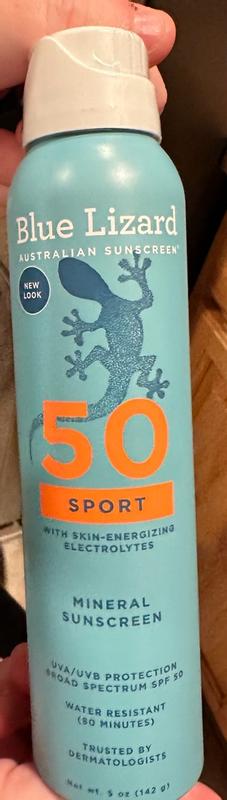 Blue Lizard
AUSTRALIAN SUNSCREEN®
NEW
LOOK
50
SPORT
WITH SKIN-ENERGIZING
ELECTROLYTES
MINERAL
SUNSCREEN
UVA/UVB PROTECTION
BROAD SPECTRUM SPF 50
WATER RESISTANT
(80 MINUTES)
TRUSTED BY
DERMATOLOGISTS
Net wt. 5 oz (142 g)